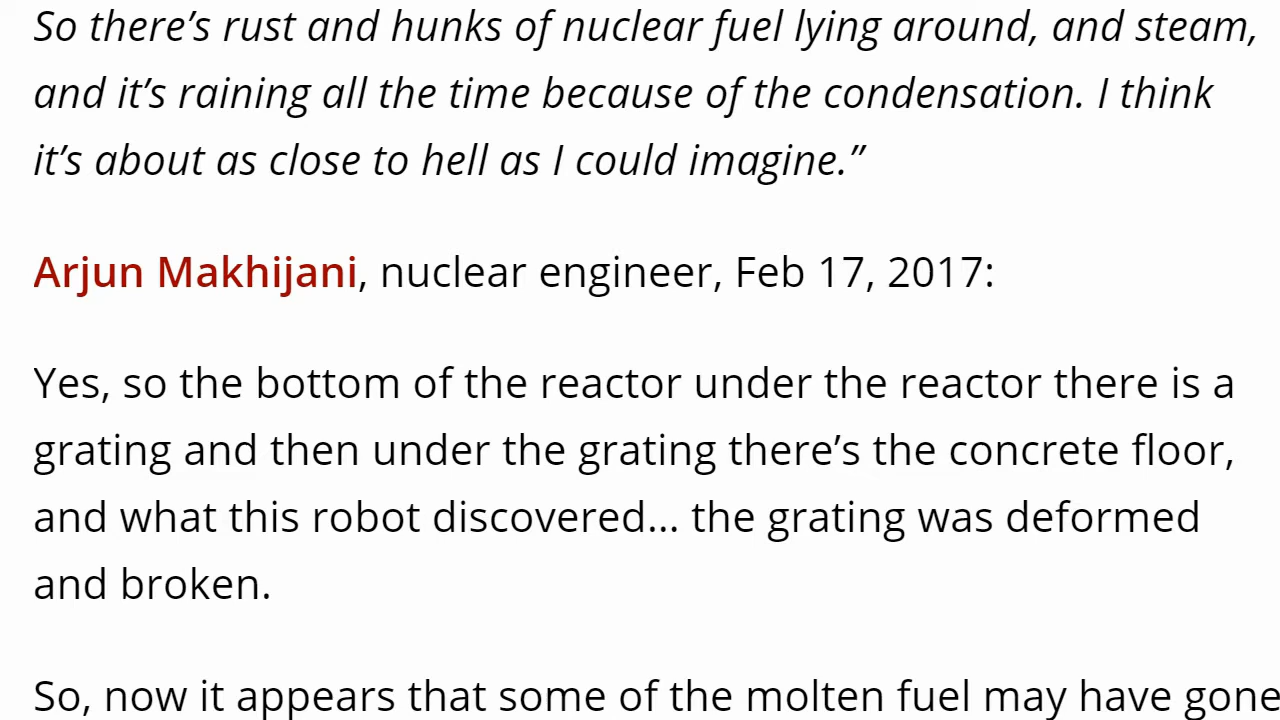 So there’s rust and hunks of nuclear fuel lying around, and steam,
and it’s raining all the time because of the condensation. I think
it’s about as close to hell as I could imagine.”
Arjun Makhijani, nuclear engineer, Feb 17, 2017:
Yes, so the bottom of the reactor under the reactor there is a
grating and then under the grating there’s the concrete floor,
and what this robot discovered… the grating was deformed
and broken.
So, now it appears that some of the molten fuel may have gone